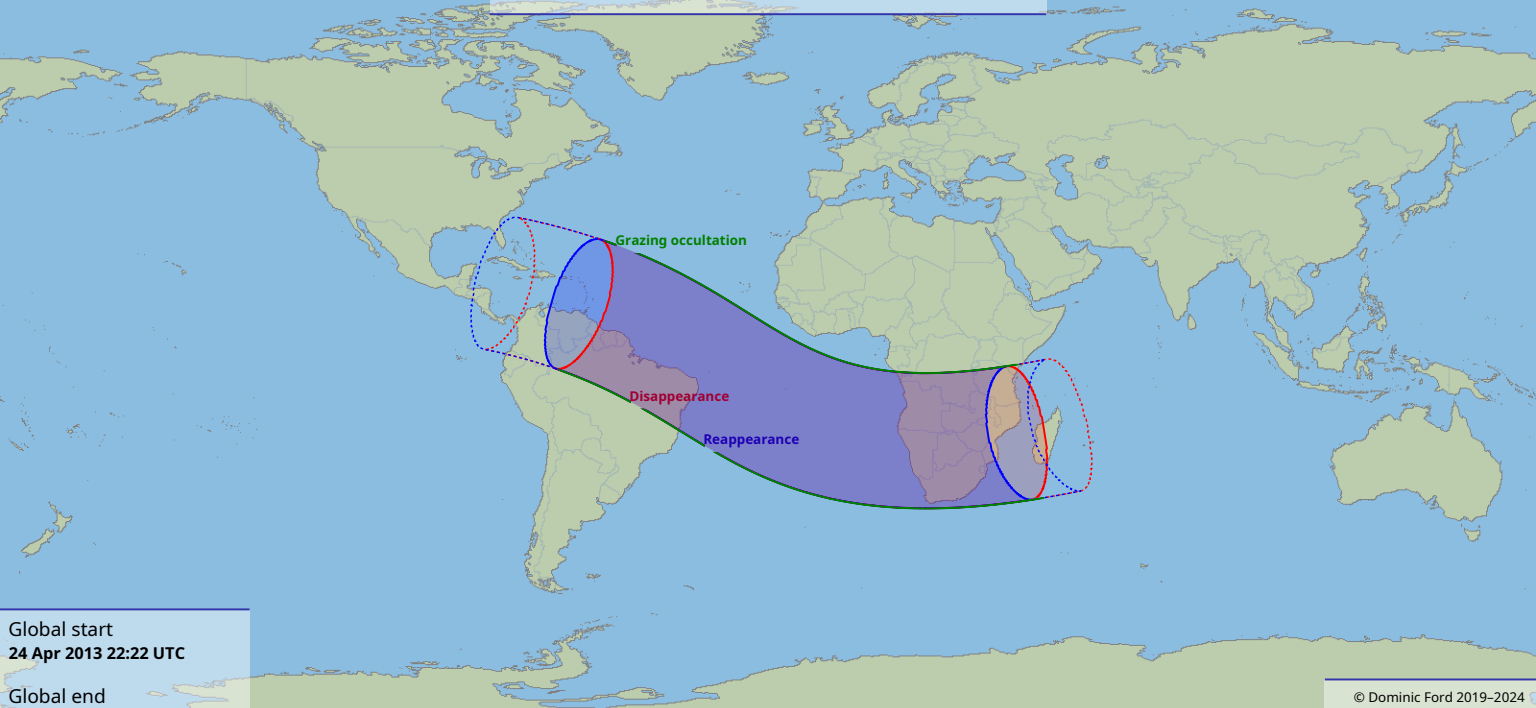 Grazing occultation
Disappearance
Reappearance
Global start
24 Apr 2013 22:22 UTC
Global end
© Dominic Ford 2019–2024